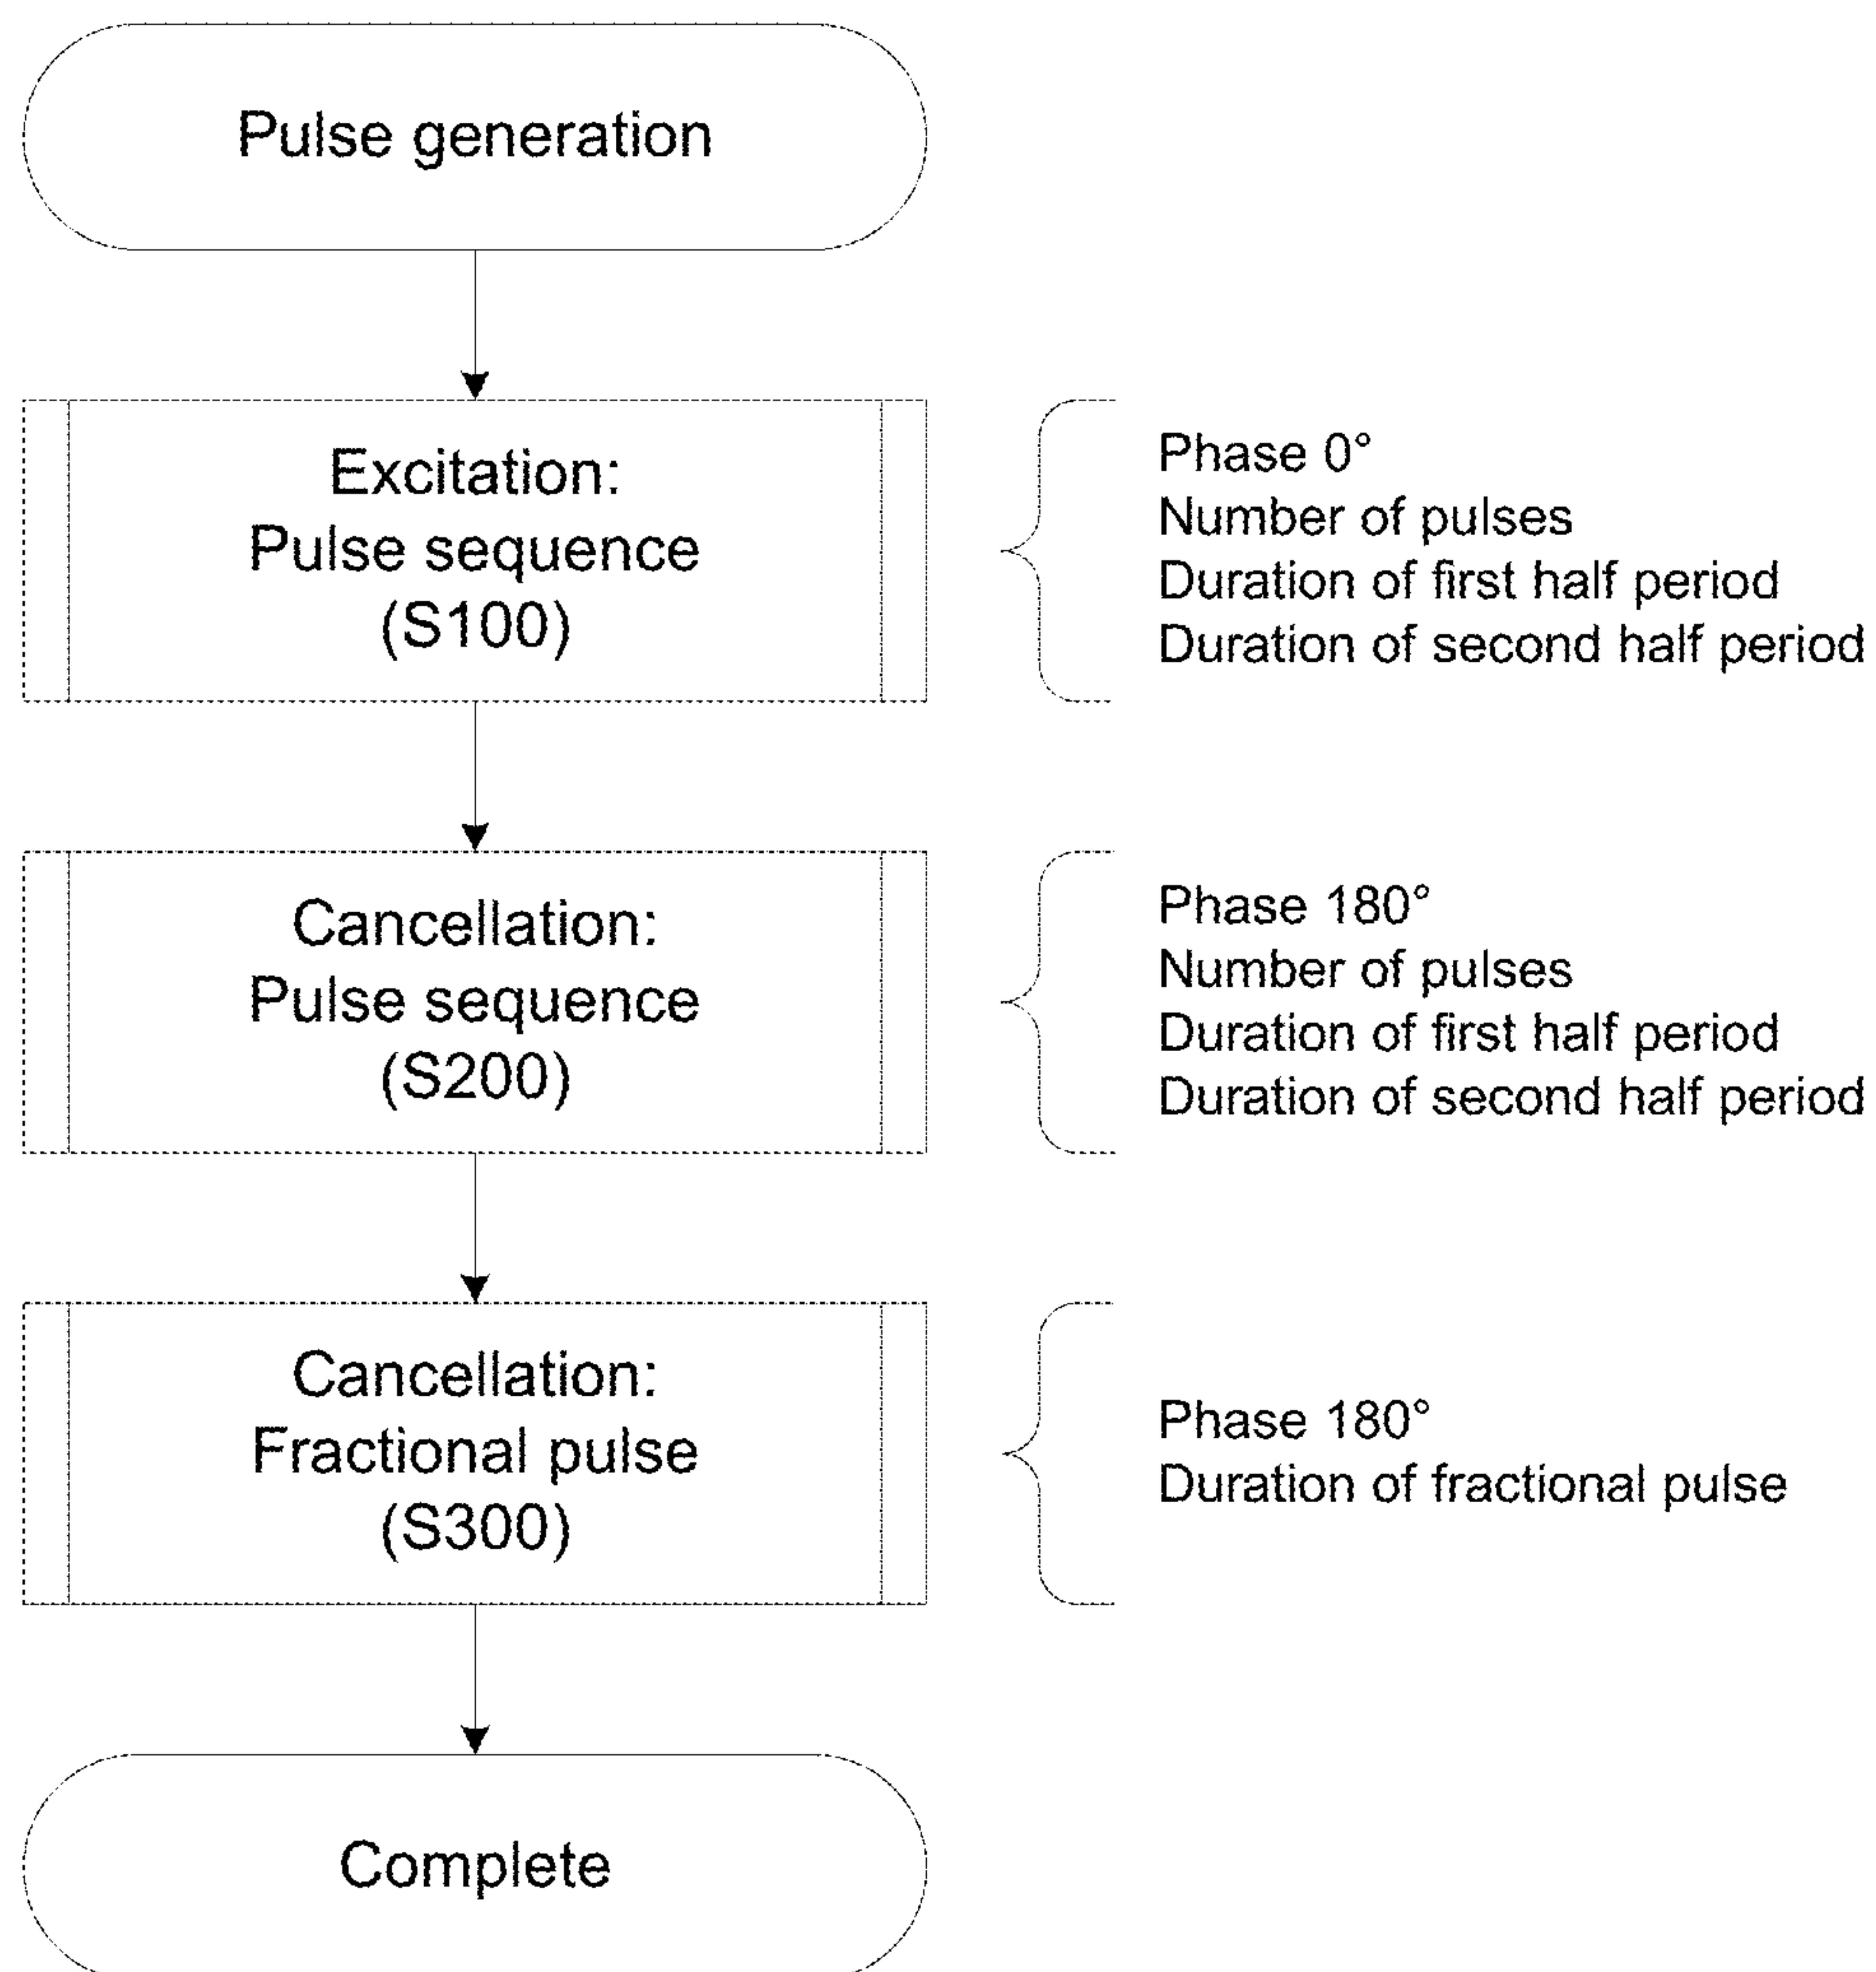 Pulse generation
Excitation:
Pulse sequence
(S100)
Phase 0°
Number of pulses
Duration of first half period
Duration of second half period
Cancellation:
Pulse sequence
(S200)
Phase 180°
Number of pulses
Duration of first half period
Duration of second half period
Cancellation:
Fractional pulse
(S300)
Phase 180°
Duration of fractional pulse
Complete